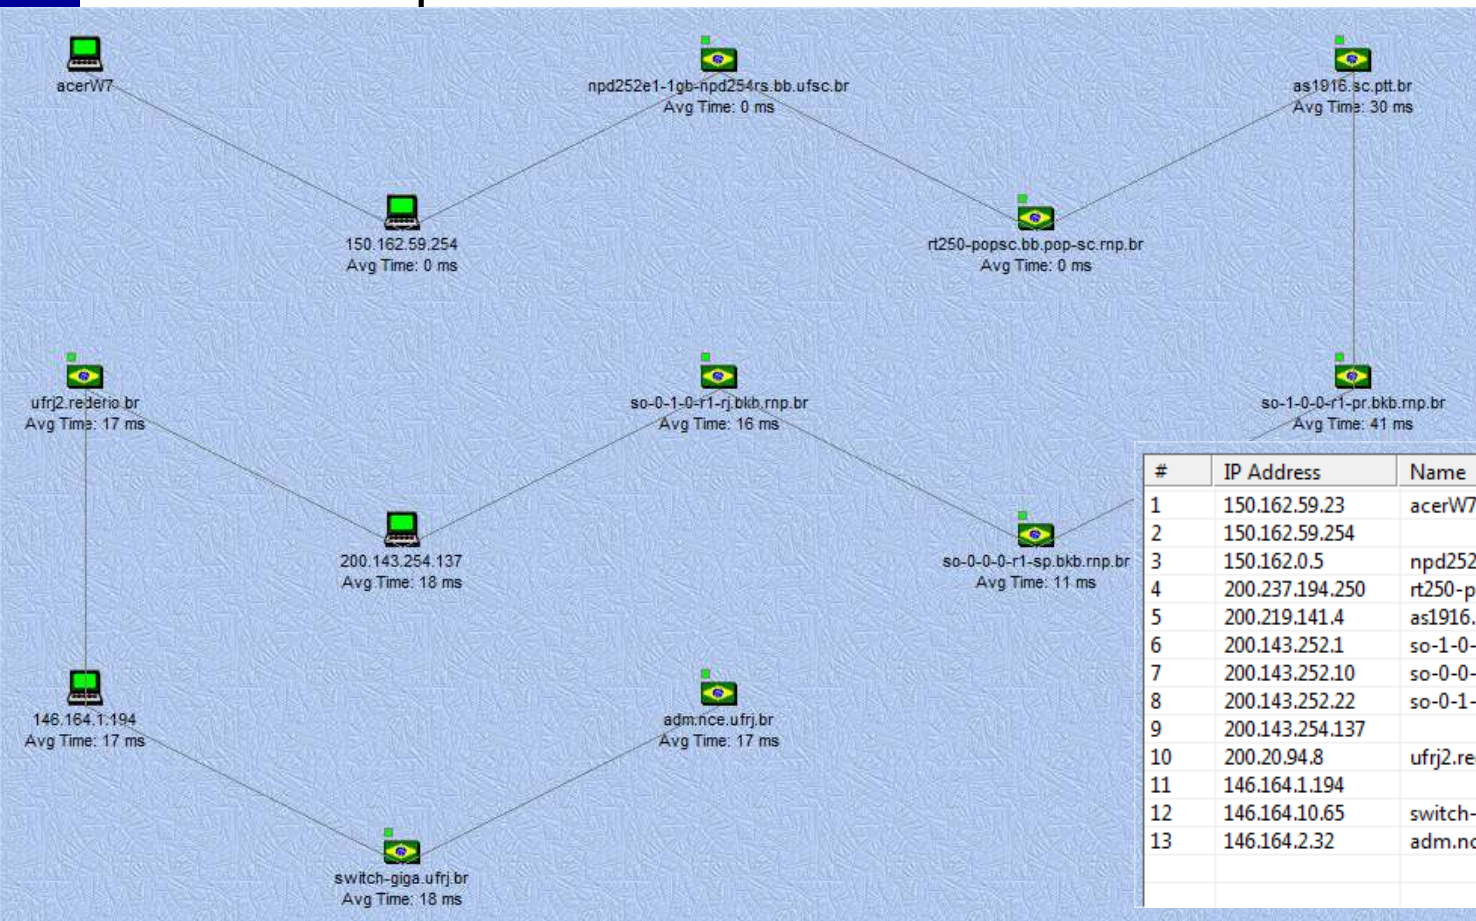 acerW7
npd252e1-1gb-npd254rs.bb.ufsc.br
Avg Time: 0 ms
as1916.sc.ptt.br
Avg Time: 30 ms
150.162.59.254
Avg Time: 0 ms
rt250-popsc.bb.pop-sc.rnp.br
Avg Time: 0 ms
ufrj2.rederio.br
Avg Time: 17 ms
so-0-1-0-r1-rj.bkb.rnp.br
Avg Time: 16 ms
so-1-0-0-r1-pr.bkb.rnp.br
Avg Time: 41 ms
200.143.254.137
Avg Time: 18 ms
so-0-0-0-r1-sp.bkb.rnp.br
Avg Time: 11 ms
146.164.1.194
Avg Time: 17 ms
adm.nce.ufrj.br
Avg Time: 17 ms
switch-giga.ufrj.br
Avg Time: 18 ms
# IP Address Name
1 150.162.59.23 acerW7
2 150.162.59.254
3 150.162.0.5 npd252
4 200.237.194.250 rt250-p
5 200.219.141.4 as1916.
6 200.143.252.1 so-1-0-
7 200.143.252.10 so-0-0-
8 200.143.252.22 so-0-1-
9 200.143.254.137
10 200.20.94.8 ufrj2.re
11 146.164.1.194
12 146.164.10.65 switch-
13 146.164.2.32 adm.nc